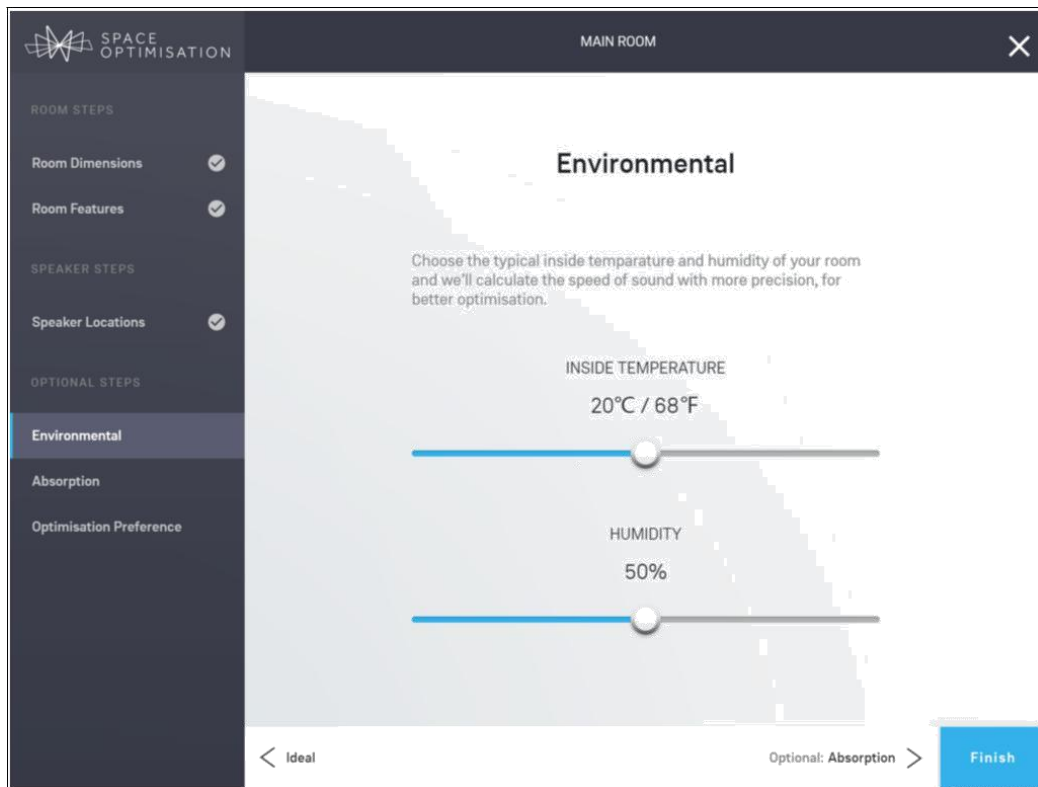 SPACE
OPTIMISATION
MAIN ROOM
ROOM STEPS
Room Dimensions
Room Features
SPEAKER STEPS
Speaker Locations
OPTIONAL STEPS
Environmental
Absorption
Optimisation Preference
Environmental
Choose the typical inside temparature and humidity of your room
and we'll calculate the speed of sound with more precision, for
better optimisation.
INSIDE TEMPERATURE
20°C / 68°F
HUMIDITY
50%
Ideal
Optional: Absorption
Finish